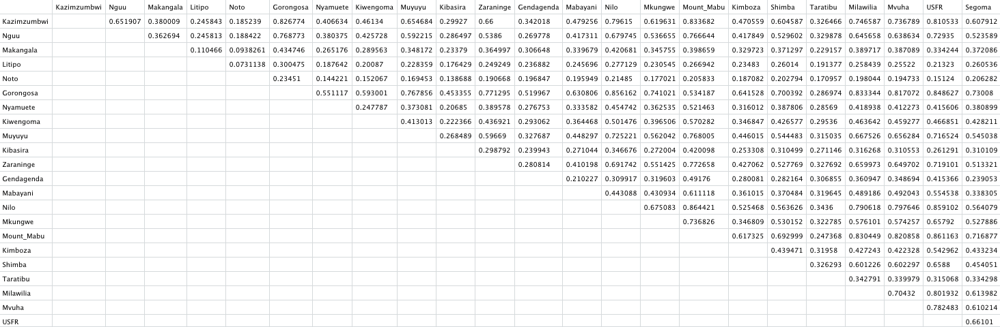 Kazimzumbwi Nguu Makangala Litipo Noto Gorongosa Nyamuete Kiwengoma Muyuyu Kibasira Zaraninge Gendagenda Mabayani Nilo Mkungwe Mount_Mabu Kimboza Shimba Taratibu Milawilia Mvuha USFR Segoma
Kazimzumbwi 0.651907 0.380009 0.245843 0.185239 0.826774 0.406634 0.46134 0.654684 0.29927 0.66 0.342018 0.479256 0.79615 0.619631 0.833682 0.470559 0.604587 0.326466 0.746587 0.736789 0.810533 0.607912
Nguu 0.362694 0.245813 0.188422 0.768773 0.380375 0.425728 0.592215 0.286497 0.5386 0.269778 0.417311 0.679745 0.536655 0.766644 0.417849 0.529602 0.329878 0.645658 0.638634 0.72935 0.523589
Makangala 0.110466 0.0938261 0.434746 0.265176 0.289563 0.348172 0.23379 0.364997 0.306648 0.339679 0.420681 0.345755 0.398659 0.329723 0.371297 0.229157 0.389717 0.387089 0.334244 0.372086
Litipo 0.0731138 0.300475 0.187642 0.20087 0.228359 0.176429 0.249249 0.236882 0.245696 0.277129 0.230545 0.266942 0.23483 0.26014 0.191377 0.258439 0.25522 0.21323 0.260536
Noto 0.23451 0.144221 0.152067 0.169453 0.138688 0.190668 0.196847 0.195949 0.21485 0.177021 0.205833 0.187082 0.202794 0.170957 0.198044 0.194733 0.15124 0.206282
Gorongosa 0.551117 0.593001 0.767856 0.453355 0.771295 0.519967 0.630806 0.856162 0.741021 0.534187 0.641528 0.700392 0.286974 0.833344 0.817072 0.848627 0.73008
Nyamuete 0.247787 0.373081 0.20685 0.389578 0.276753 0.333582 0.454742 0.362535 0.521463 0.316012 0.387806 0.28569 0.418938 0.412273 0.415606 0.380899
Kiwengoma 0.413013 0.222366 0.436921 0.293062 0.364468 0.501476 0.396506 0.570282 0.346847 0.426577 0.29536 0.463642 0.459277 0.466851 0.428211
Muyuyu 0.268489 0.59669 0.327687 0.448297 0.725221 0.562042 0.768005 0.446015 0.544483 0.315035 0.667526 0.656284 0.716524 0.545038
Kibasira 0.298792 0.239943 0.271044 0.346676 0.272004 0.420098 0.253308 0.310499 0.271146 0.316268 0.310553 0.261291 0.310109
Zaraninge 0.280814 0.410198 0.691742 0.551425 0.772658 0.427062 0.527769 0.327692 0.659973 0.649702 0.719101 0.513321
Gendagenda 0.210227 0.309917 0.319603 0.49176 0.280081 0.282164 0.306855 0.360947 0.348694 0.415366 0.239053
Mabayani 0.443088 0.430934 0.611118 0.361015 0.370484 0.319645 0.489186 0.492043 0.554538 0.338305
Nilo 0.675083 0.864421 0.525468 0.563626 0.3436 0.790618 0.797646 0.859102 0.564079
Mkungwe 0.736826 0.346809 0.530152 0.322785 0.576101 0.574257 0.65792 0.527886
Mount_Mabu 0.617325 0.692999 0.247368 0.830449 0.820858 0.861163 0.716877
Kimboza 0.439471 0.31958 0.427243 0.422328 0.542962 0.433234
Shimba 0.326293 0.601226 0.602297 0.6588 0.454051
Taratibu 0.342791 0.339979 0.315068 0.334298
Milawilia 0.70432 0.801932 0.613982
Mvuha 0.782483 0.610214
USFR 0.66101